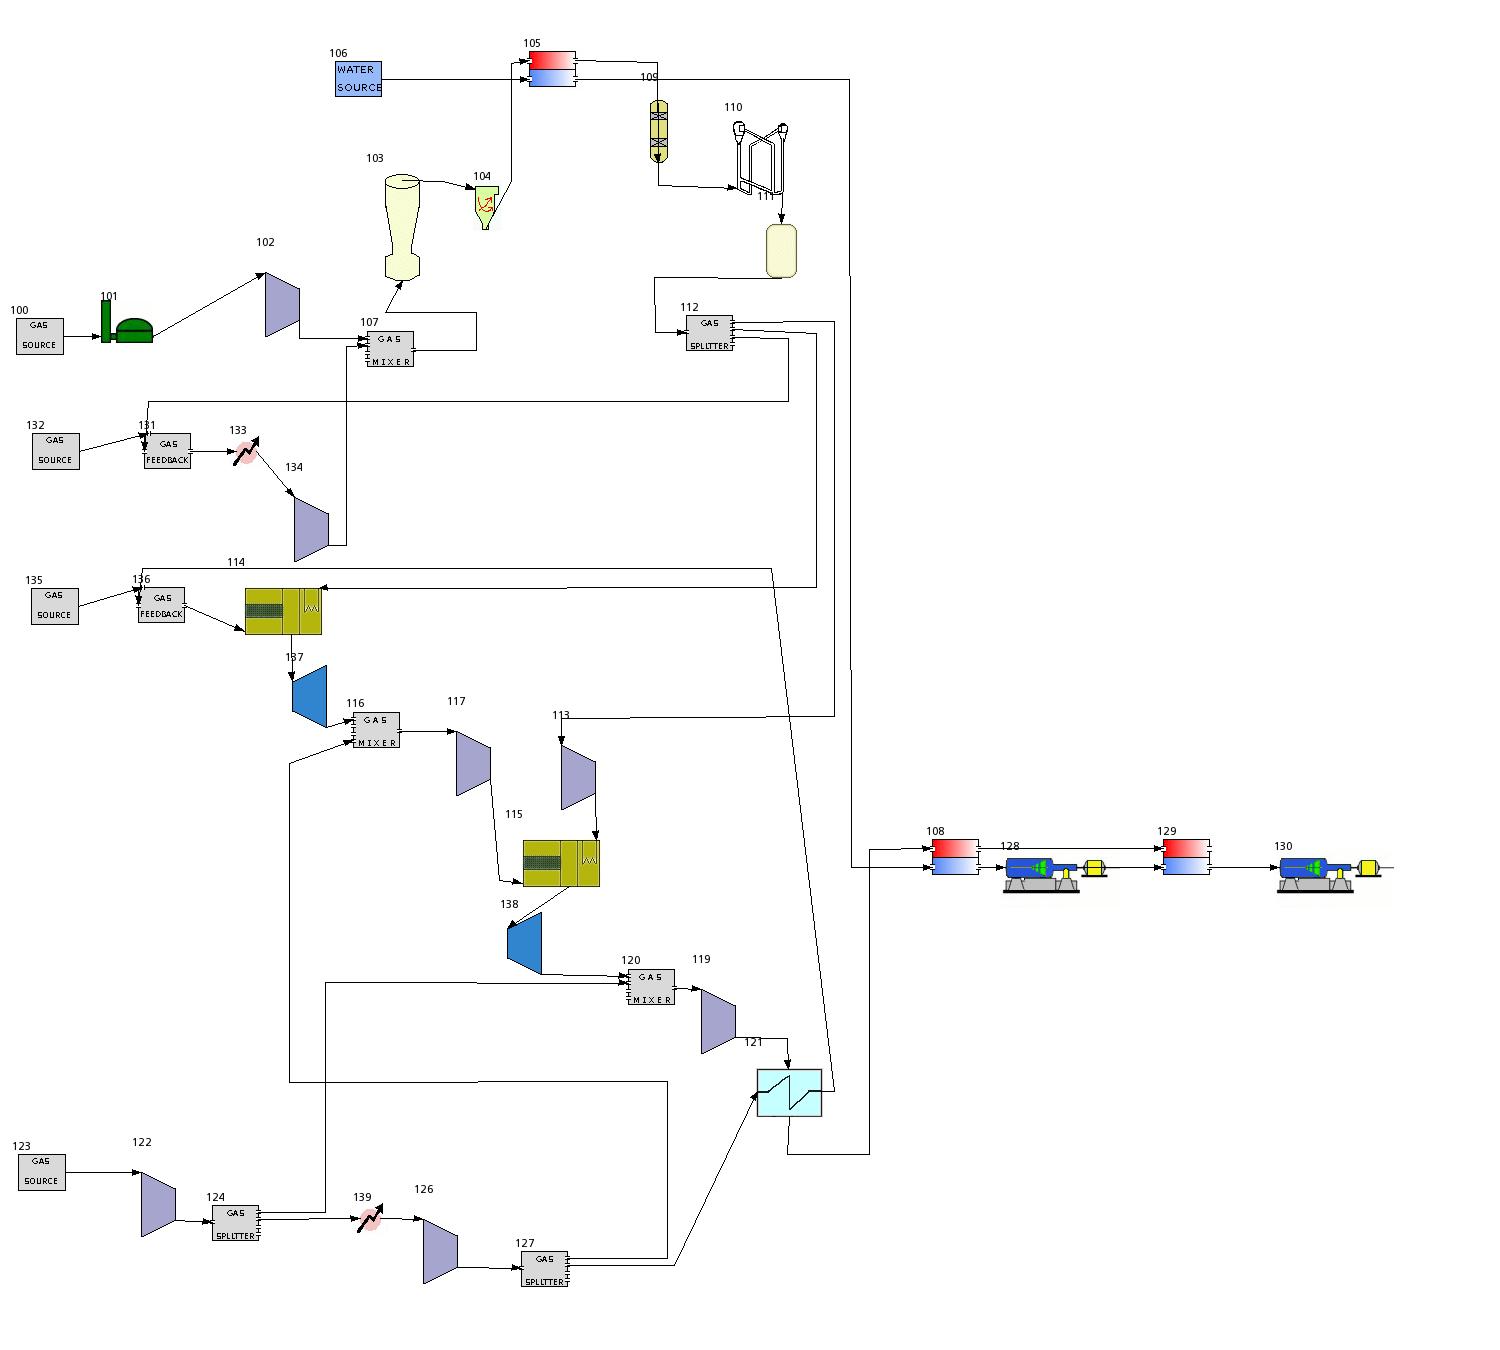 105
106
WATER
SOURCE
109
110
103
104
111
102
100
101
GAS
SOURCE
107
GAS
MIXER
112
GAS
SPLITTER
132
GAS
SOURCE
131
GAS
FEEDBACK
133
134
114
135
GAS
SOURCE
136
GAS
FEEDBACK
137
116
GAS
MIXER
117
113
115
108
128
129
130
138
120
GAS
MIXER
119
121
123
GAS
SOURCE
122
124
GAS
SPLITTER
139
126
127
GAS
SPLITTER